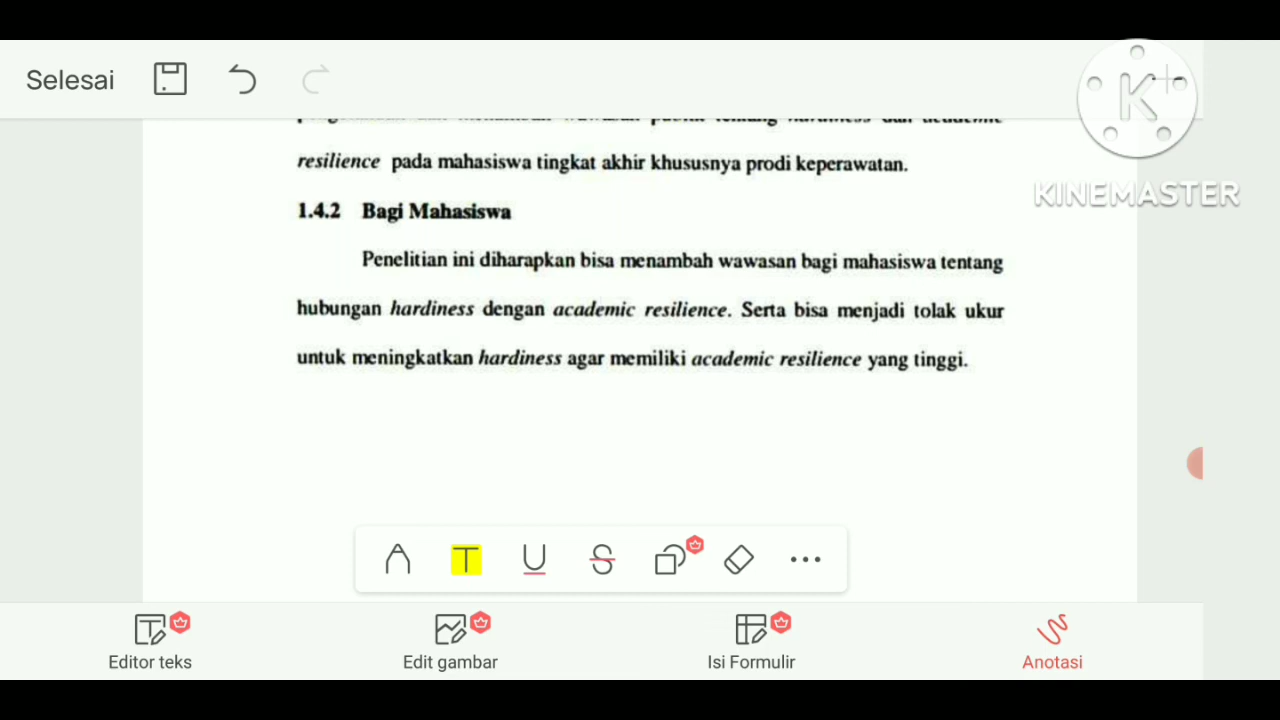 Selesai
KINEMASTER
resilience pada mahasiswa tingkat akhir khususnya prodi keperawatan.
1.4.2 Bagi Mahasiswa
Penelitian ini diharapkan bisa menambah wawasan bagi mahasiswa tentang
hubungan hardiness dengan academic resilience. Serta bisa menjadi tolak ukur
untuk meningkatkan hardiness agar memiliki academic resilience yang tinggi.
Editor teks
Edit gambar
Isi Formulir
Anotasi